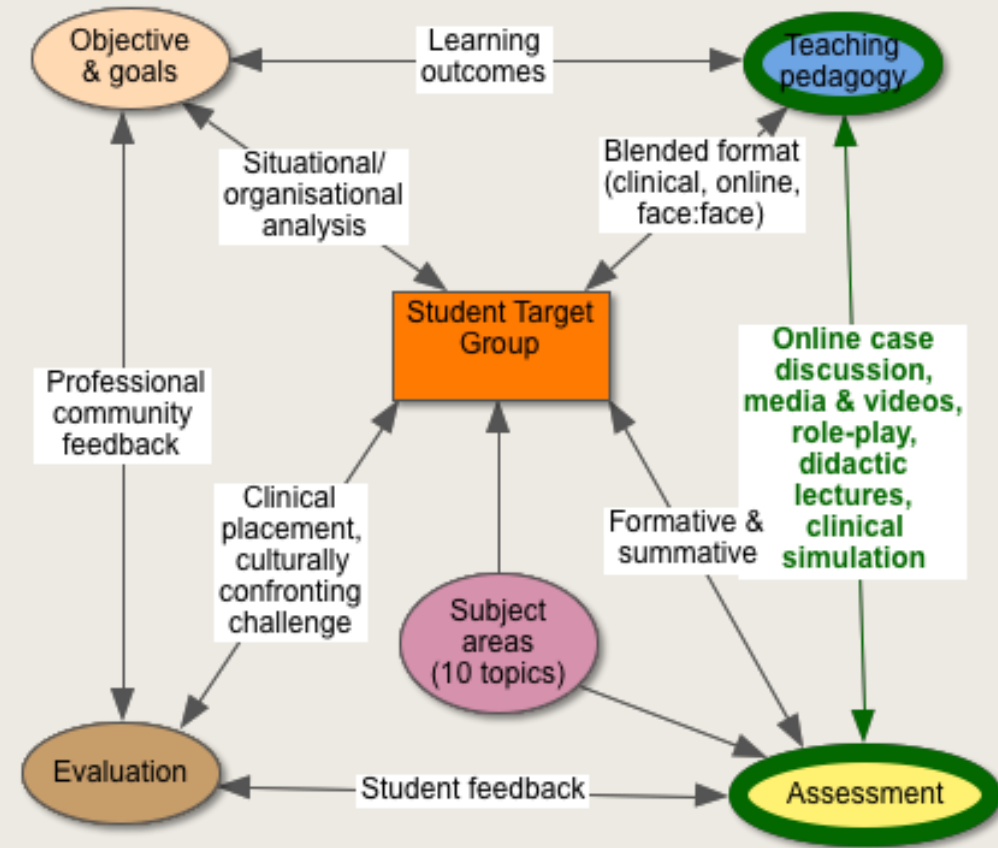 Objective
& goals
Learning
outcomes
Teaching
pedagogy
Situational/
organisational
analysis
Blended format
(clinical, online,
face:face)
Student Target
Group
Professional
community
feedback
Online case
discussion,
media & videos,
role-play,
didactic
lectures,
clinical
simulation
Clinical
placement,
culturally
confronting
challenge
Formative &
summative
Subject
areas
(10 topics)
Evaluation
Student feedback
Assessment